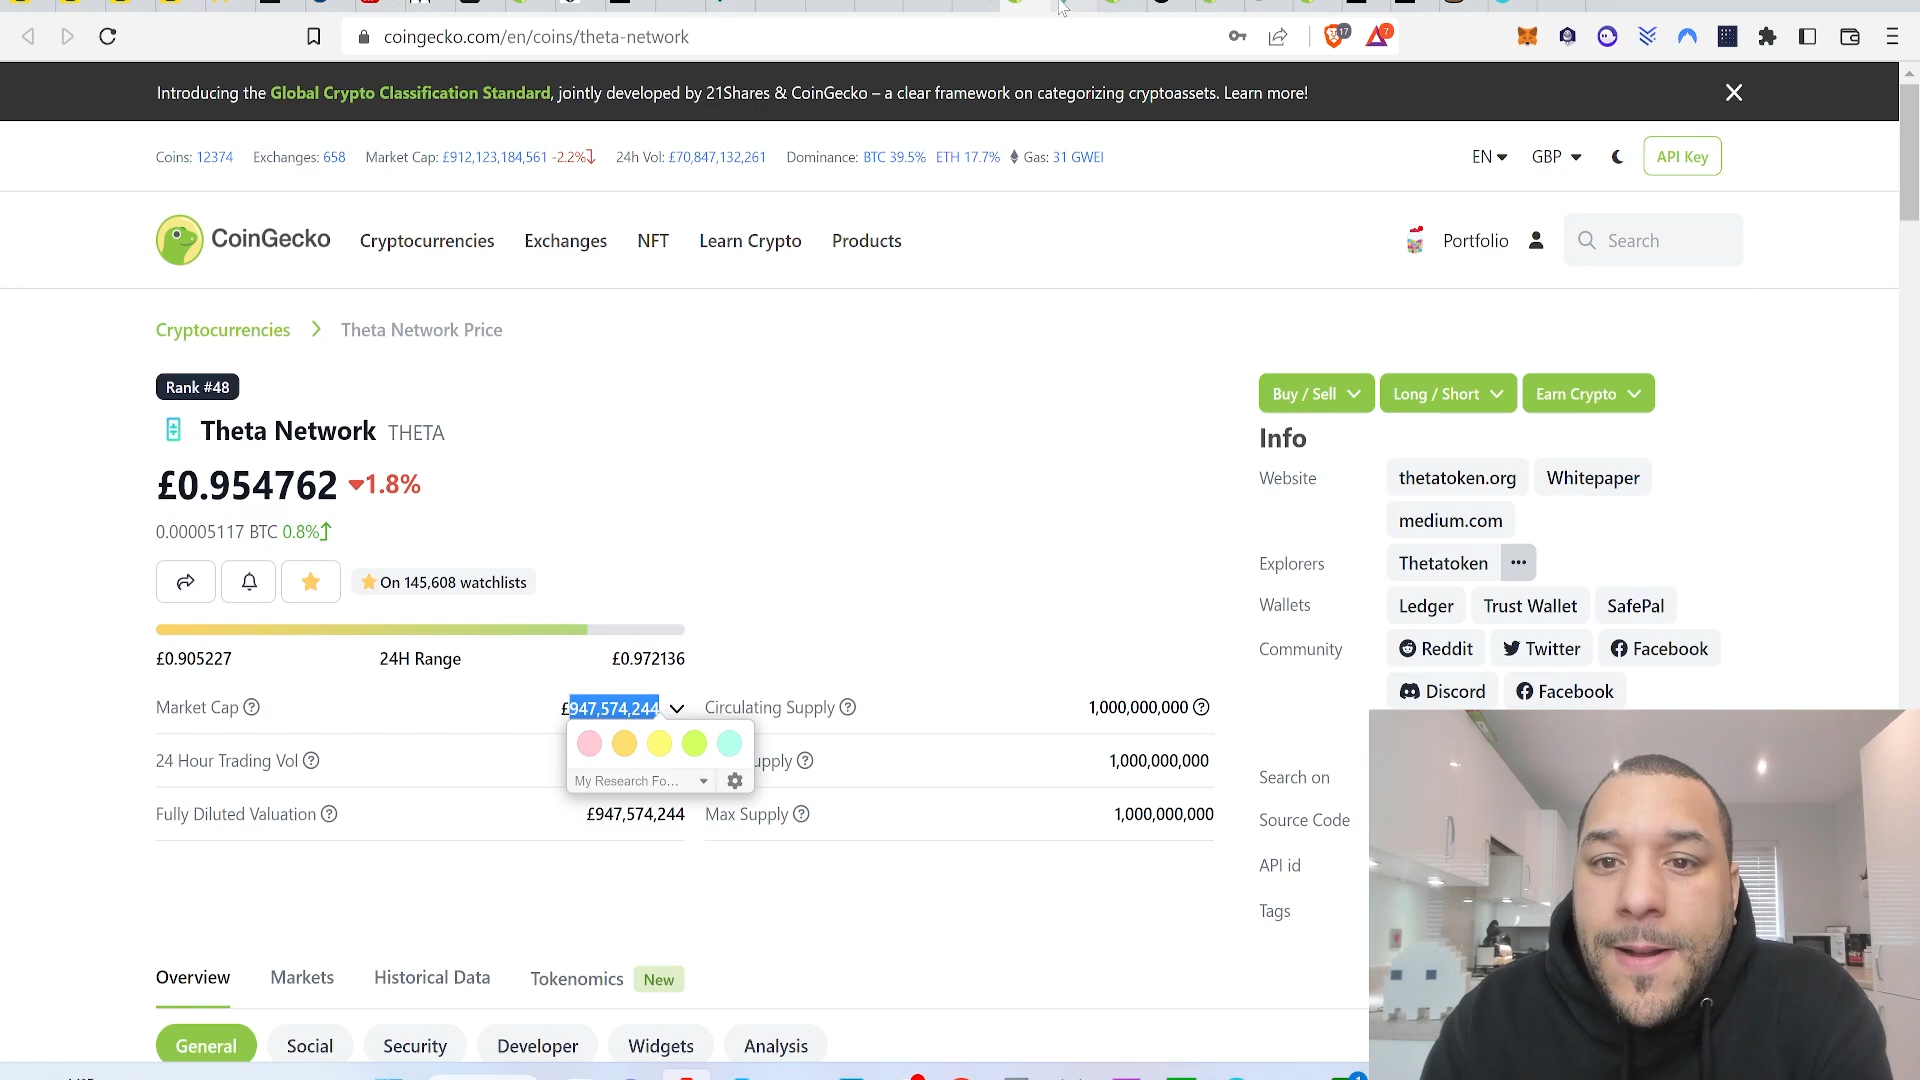 coingecko.com/en/coins/theta-network
17
7
Introducing the Global Crypto Classification Standard, jointly developed by 21Shares & CoinGecko – a clear framework on categorizing cryptoassets. Learn more!
Coins: 12374 Exchanges: 658 Market Cap: £912,123,184,561 -2.2% 24h Vol: £70,847,132,261 Dominance: BTC 39.5% ETH 17.7% Gas: 31 GWEI
EN GBP API Key
CoinGecko Cryptocurrencies Exchanges NFT Learn Crypto Products
Portfolio Search
Cryptocurrencies Theta Network Price
Rank #48
Theta Network THETA
£0.954762 1.8%
0.00005117 BTC 0.8%
On 145,608 watchlists
£0.905227 24H Range £0.972136
Market Cap £947,574,244
Circulating Supply 1,000,000,000
24 Hour Trading Vol
upply 1,000,000,000
My Research Fo...
Fully Diluted Valuation £947,574,244
Max Supply 1,000,000,000
Buy / Sell Long / Short Earn Crypto
Info
Website thetatoken.org Whitepaper
medium.com
Explorers Thetatoken
Wallets Ledger Trust Wallet SafePal
Community Reddit Twitter Facebook
Discord Facebook
Search on
Source Code
API id
Tags
Overview Markets Historical Data Tokenomics New
General Social Security Developer Widgets Analysis